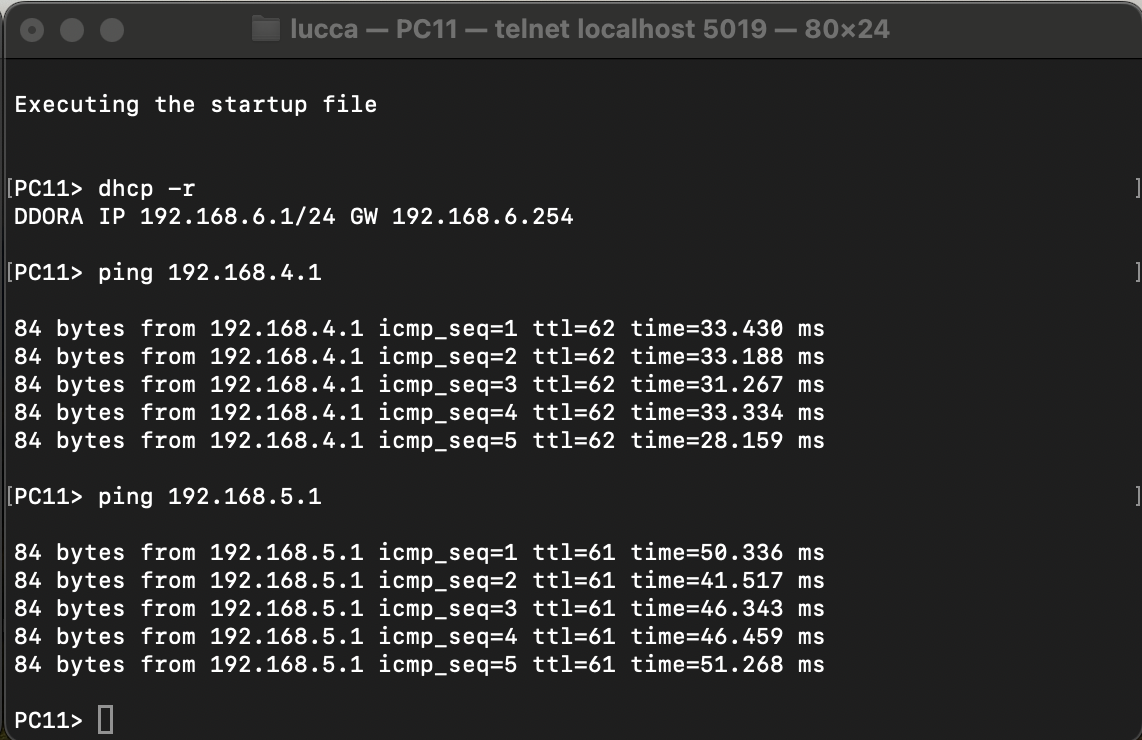 lucca — PC11 — telnet localhost 5019 — 80×24
Executing the startup file
[PC11> dhcp -r ]
DDORA IP 192.168.6.1/24 GW 192.168.6.254
[PC11> ping 192.168.4.1 ]
84 bytes from 192.168.4.1 icmp_seq=1 ttl=62 time=33.430 ms
84 bytes from 192.168.4.1 icmp_seq=2 ttl=62 time=33.188 ms
84 bytes from 192.168.4.1 icmp_seq=3 ttl=62 time=31.267 ms
84 bytes from 192.168.4.1 icmp_seq=4 ttl=62 time=33.334 ms
84 bytes from 192.168.4.1 icmp_seq=5 ttl=62 time=28.159 ms
[PC11> ping 192.168.5.1 ]
84 bytes from 192.168.5.1 icmp_seq=1 ttl=61 time=50.336 ms
84 bytes from 192.168.5.1 icmp_seq=2 ttl=61 time=41.517 ms
84 bytes from 192.168.5.1 icmp_seq=3 ttl=61 time=46.343 ms
84 bytes from 192.168.5.1 icmp_seq=4 ttl=61 time=46.459 ms
84 bytes from 192.168.5.1 icmp_seq=5 ttl=61 time=51.268 ms
PC11>